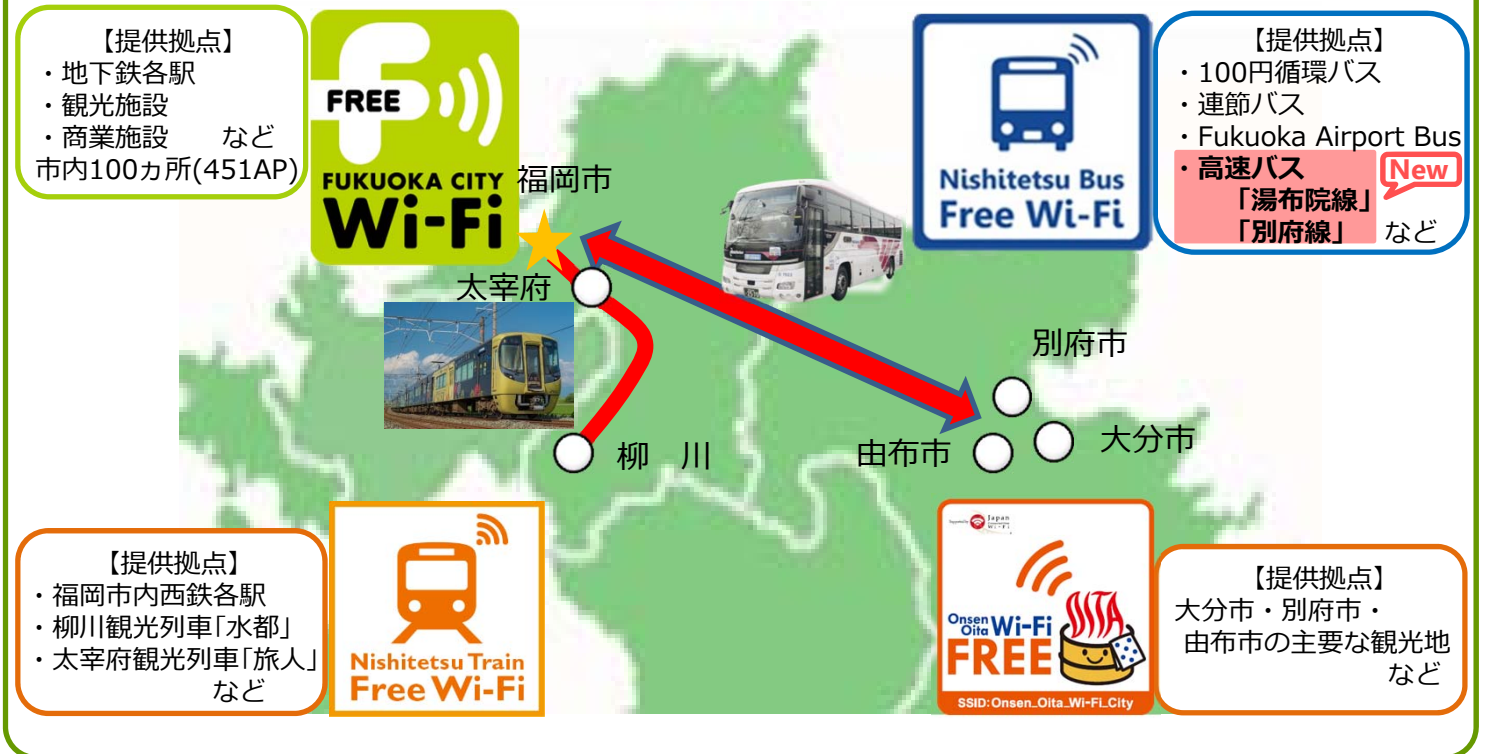 【提供拠点】
・地下鉄各駅
・観光施設
・商業施設　　など
市内100ヵ所(451AP)
FREE
FUKUOKA CITY
Wi-Fi
福岡市
Nishitetsu Bus
Free Wi-Fi
【提供拠点】
・100円循環バス
・連節バス
・Fukuoka Airport Bus
・高速バス
New
「湯布院線」
「別府線」　など
太宰府
別府市
柳　川
由布市
大分市
【提供拠点】
・福岡市内西鉄各駅
・柳川観光列車「水都」
・太宰府観光列車「旅人」
など
Nishitetsu Train
Free Wi-Fi
Japan
Wi-Fi
Onsen
Oita
Wi-Fi
FREE
OITA
SSID:Onsen_Oita_Wi-Fi_City
【提供拠点】
大分市・別府市・
由布市の主要な観光地
など